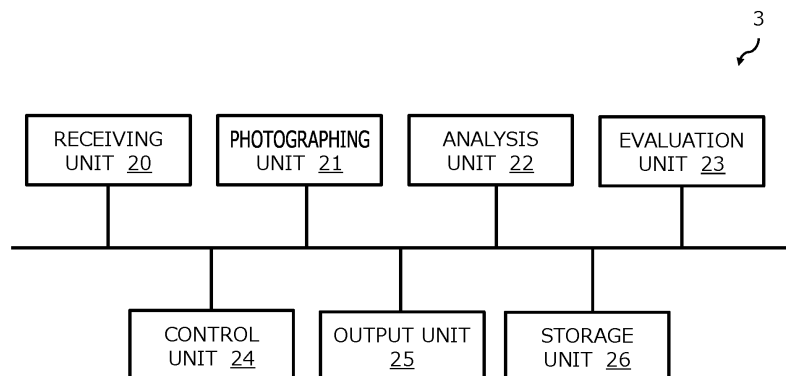 3
RECEIVING
UNIT 20
PHOTOGRAPHING
UNIT 21
ANALYSIS
UNIT 22
EVALUATION
UNIT 23
CONTROL
UNIT 24
OUTPUT UNIT
25
STORAGE
UNIT 26